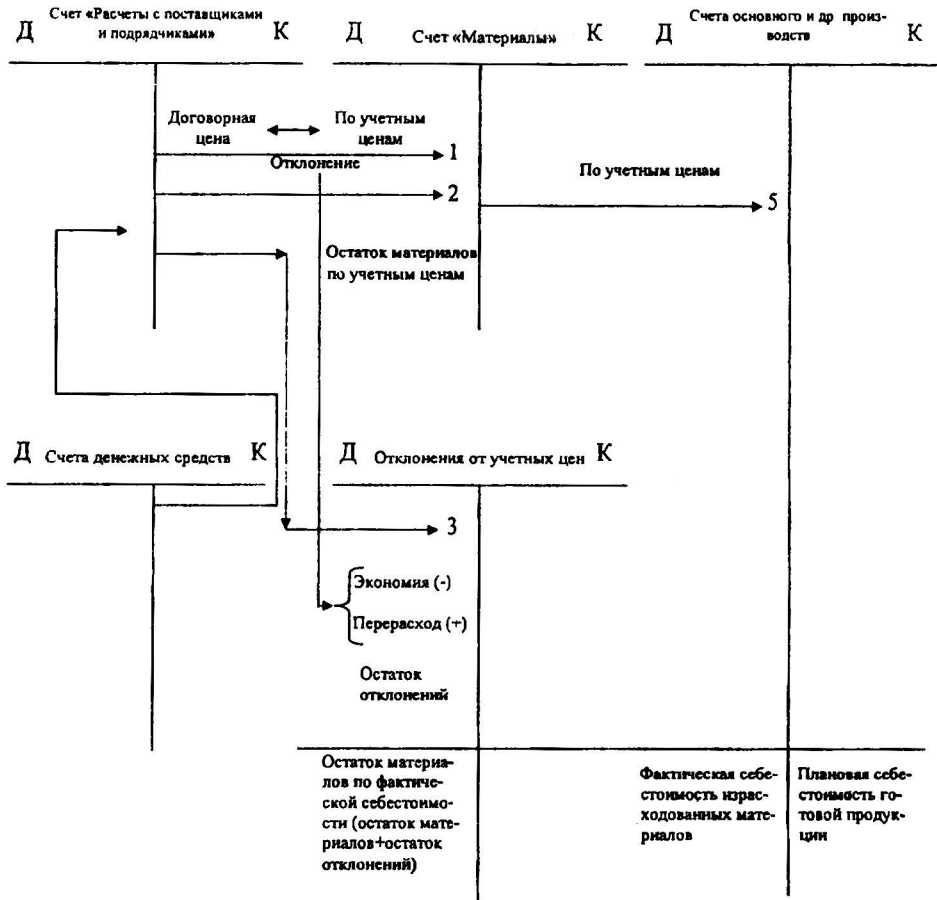 Счет «Расчеты с поставщиками
и подрядчиками»
Д
К
Д
Счет «Материалы»
К
Счета основного и др произ-
водств
Д
К
Договорная
цена
По учетным
ценам
1
Отклонение
2
По учетным ценам
5
Остаток материалов
по учетным ценам
Д Счета денежных средств К
Д Отклонения от учетных цен К
3
Экономия (-)
Перерасход (+)
Остаток
отклонений
Остаток материа-
лов по фактиче-
ской себестоимо-
сти (остаток мате-
риалов+остаток
отклонений)
Фактическая себе-
стоимость израс-
ходованных мате-
риалов
Плановая себе-
стоимость го-
товой продук-
ции